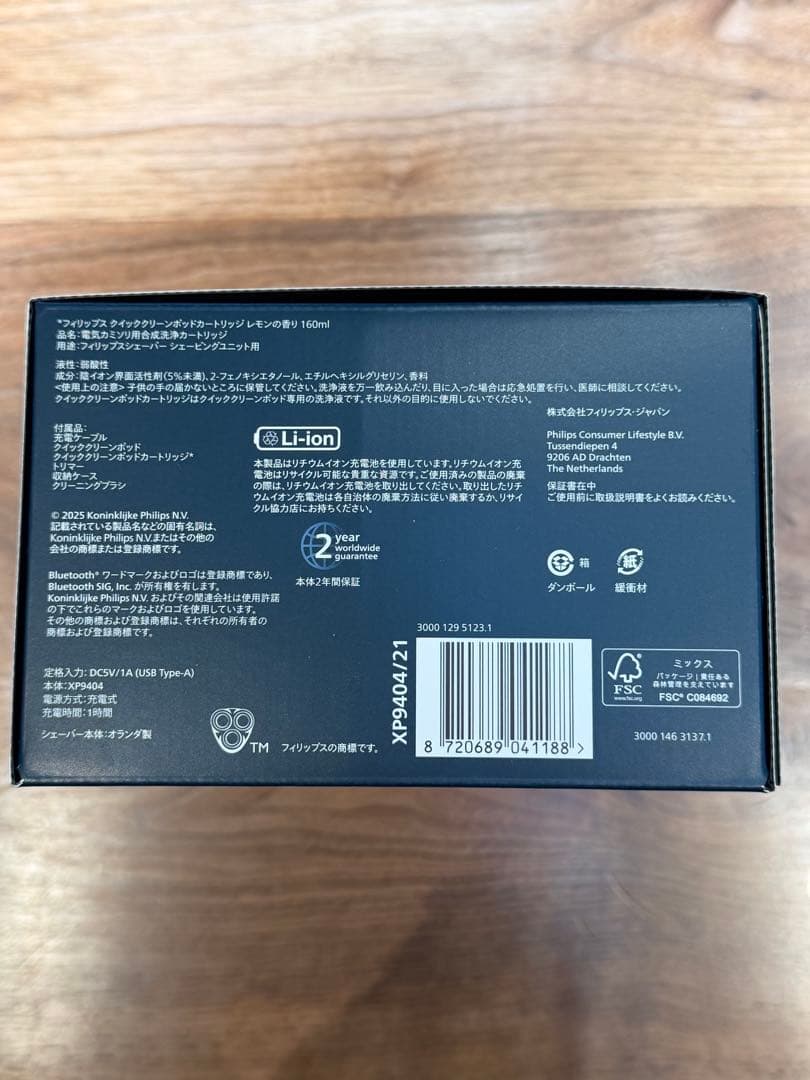 *フィリップス クイッククリーンポッドカートリッジ レモンの香り 160ml
品名：電気カミソリ用合成洗浄カートリッジ
用途：フィリップスシェーバー シェービングユニット用
液性：弱酸性
成分：陰イオン界面活性剤(5%未満)、2-フェノキシエタノール、エチルヘキシルグリセリン、香料
<使用上の注意> 子供の手の届かないところに保管してください。洗浄液を万一飲み込んだり、目に入った場合は応急処置を行い、医師に相談してください。
クイッククリーンポッドカートリッジはクイッククリーンポッド専用の洗浄液です。それ以外の目的に使用しないでください。
付属品：
充電ケーブル
クイッククリーンポッド
クイッククリーンポッドカートリッジ*
トリマー
収納ケース
クリーニングブラシ
© 2025 Koninklijke Philips N.V.
記載されている製品名などの固有名詞は、
Koninklijke Philips N.V.またはその他の
会社の商標または登録商標です。
Bluetooth® ワードマークおよびロゴは登録商標であり、
Bluetooth SIG, Inc. が所有権を有します。
Koninklijke Philips N.V. およびその関連会社は使用許諾
の下でこれらのマークおよびロゴを使用しています。
その他の商標および登録商標は、それぞれの所有者の
商標および登録商標です。
定格入力：DC5V/1A (USB Type-A)
本体：XP9404
電源方式：充電式
充電時間：1時間
シェーバー本体：オランダ製
Li-ion
本製品はリチウムイオン充電池を使用しています。リチウムイオン充
電池はリサイクル可能な貴重な資源です。ご使用済みの製品の廃棄
の際は、リチウムイオン充電池を取り出してください。取り出したリチ
ウムイオン充電池は各自治体の廃棄方法に従い廃棄するか、リサイ
クル協力店にお持ちください。
2 year
worldwide
guarantee
本体2年間保証
TM フィリップスの商標です。
株式会社フィリップス・ジャパン
Philips Consumer Lifestyle B.V.
Tussendiepen 4
9206 AD Drachten
The Netherlands
保証書在中
ご使用前に取扱説明書をよくお読みください。
箱
ダンボール
紙
緩衝材
3000 129 5123.1
XP9404/21
8 720689 041188 >
FSC
www.fsc.org
ミックス
パッケージ | 責任ある
森林管理を支えています
FSC® C084692
3000 146 3137.1